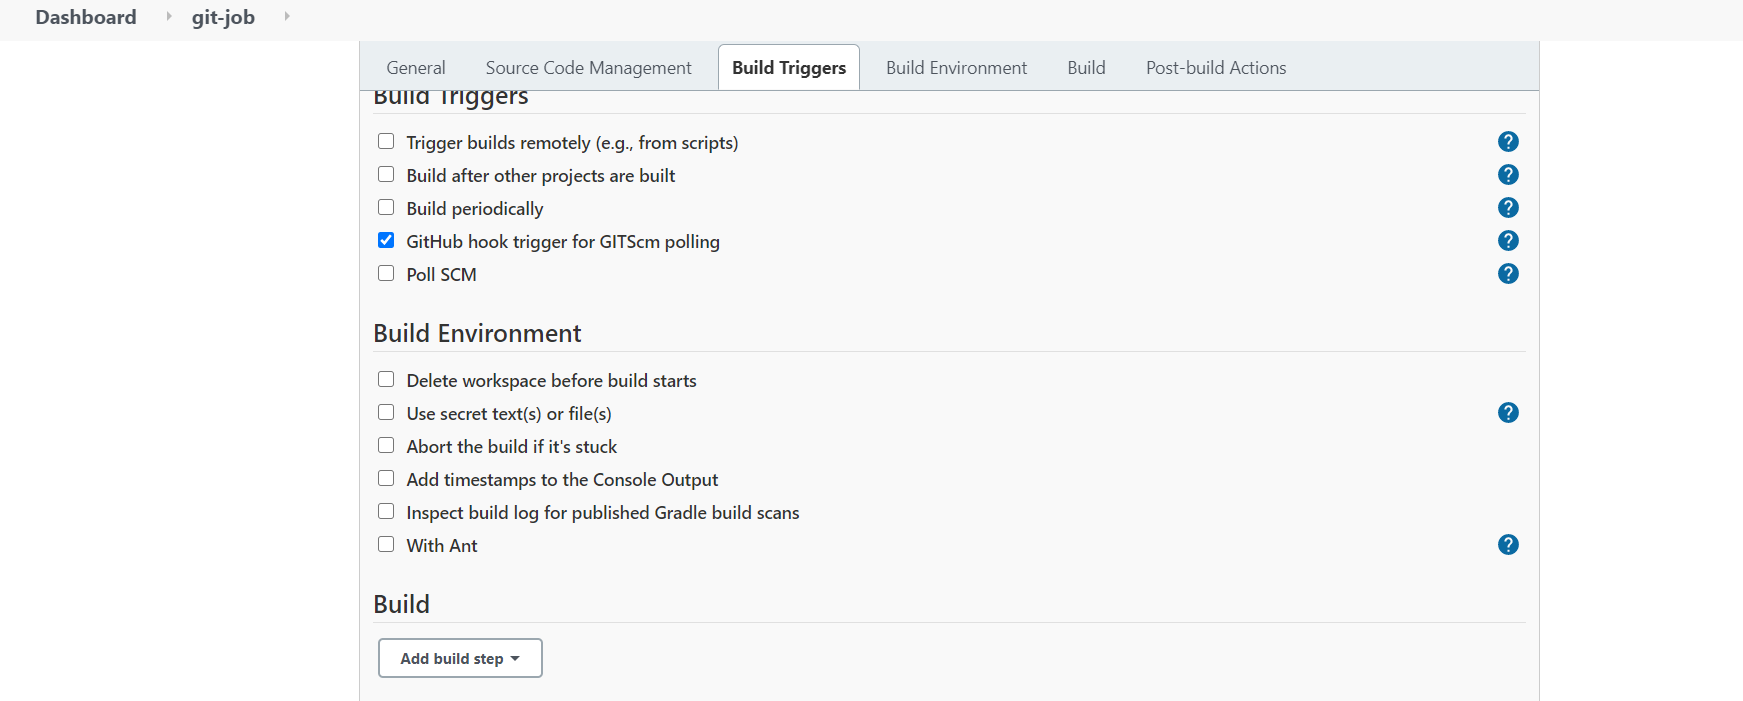 Dashboard git-job
General Source Code Management Build Triggers Build Environment Build Post-build Actions
Build Triggers
Trigger builds remotely (e.g., from scripts) ?
Build after other projects are built ?
Build periodically ?
GitHub hook trigger for GITScm polling ?
Poll SCM ?
Build Environment
Delete workspace before build starts
Use secret text(s) or file(s) ?
Abort the build if it's stuck
Add timestamps to the Console Output
Inspect build log for published Gradle build scans
With Ant ?
Build
Add build step